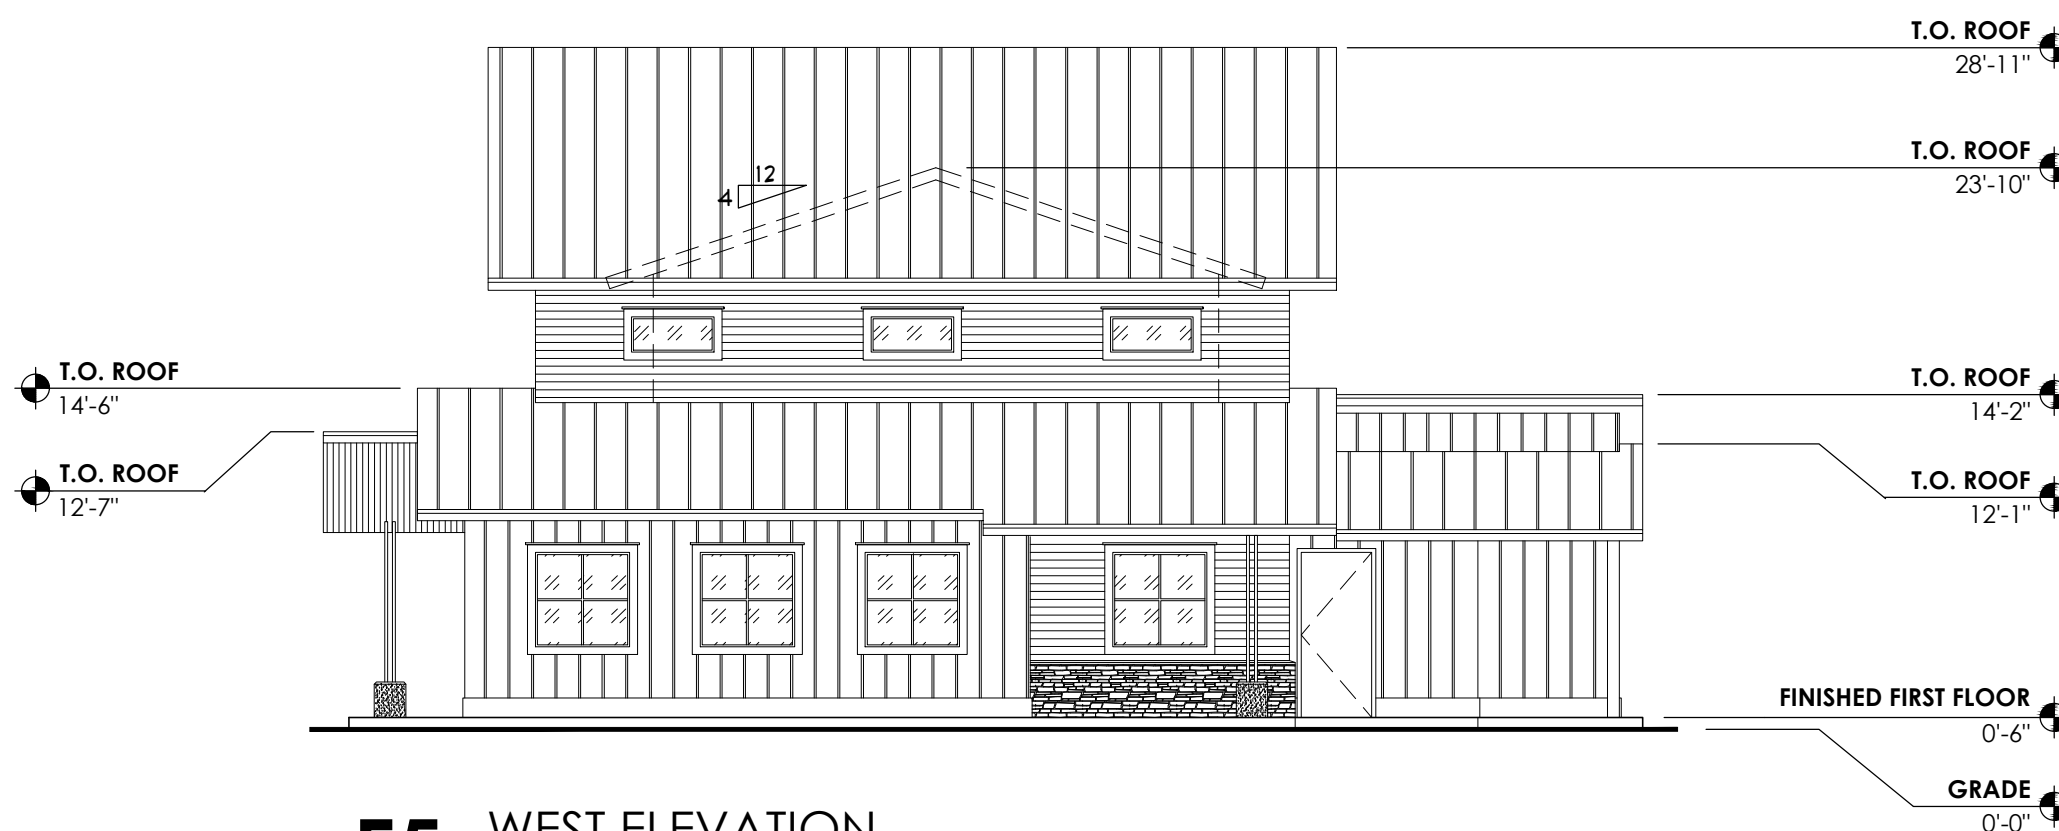 T.O. ROOF
28'-11"
T.O. ROOF
23'-10"
12
4
T.O. ROOF
14'-6"
T.O. ROOF
14'-2"
T.O. ROOF
12'-7"
T.O. ROOF
12'-1"
FINISHED FIRST FLOOR
0'-6"
GRADE
0'-0"
WEST ELEVATION